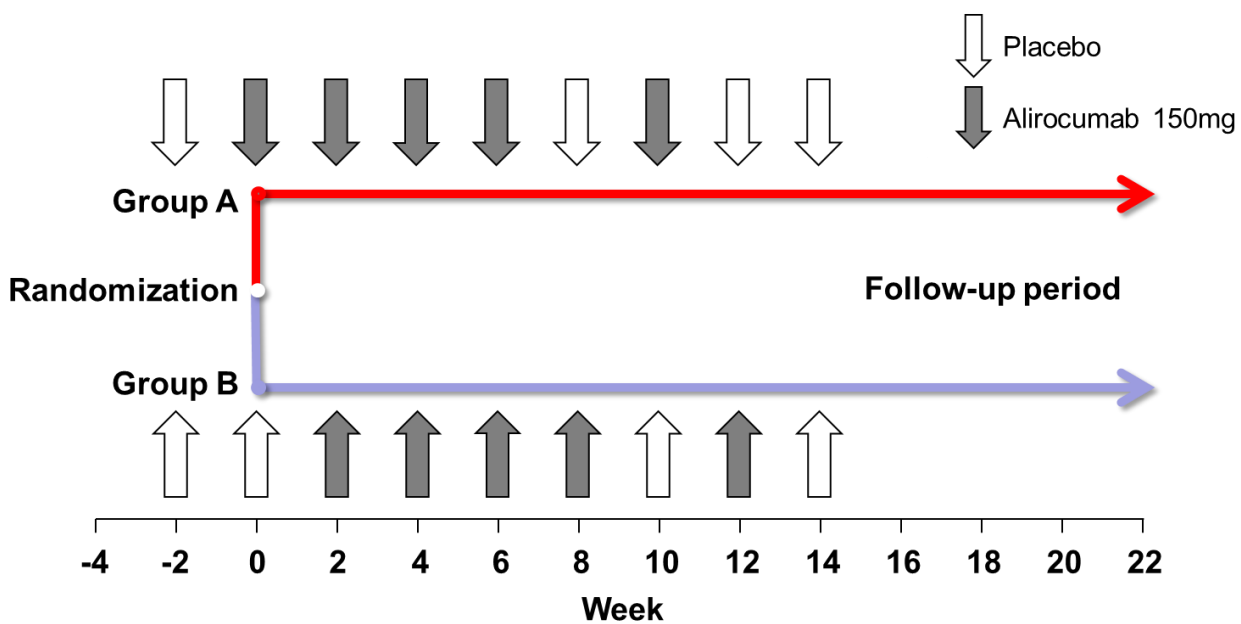 Placebo
Alirocumab 150mg
Group A
Randomization
Follow-up period
Group B
-4 -2 0 2 4 6 8 10 12 14 16 18 20 22
Week